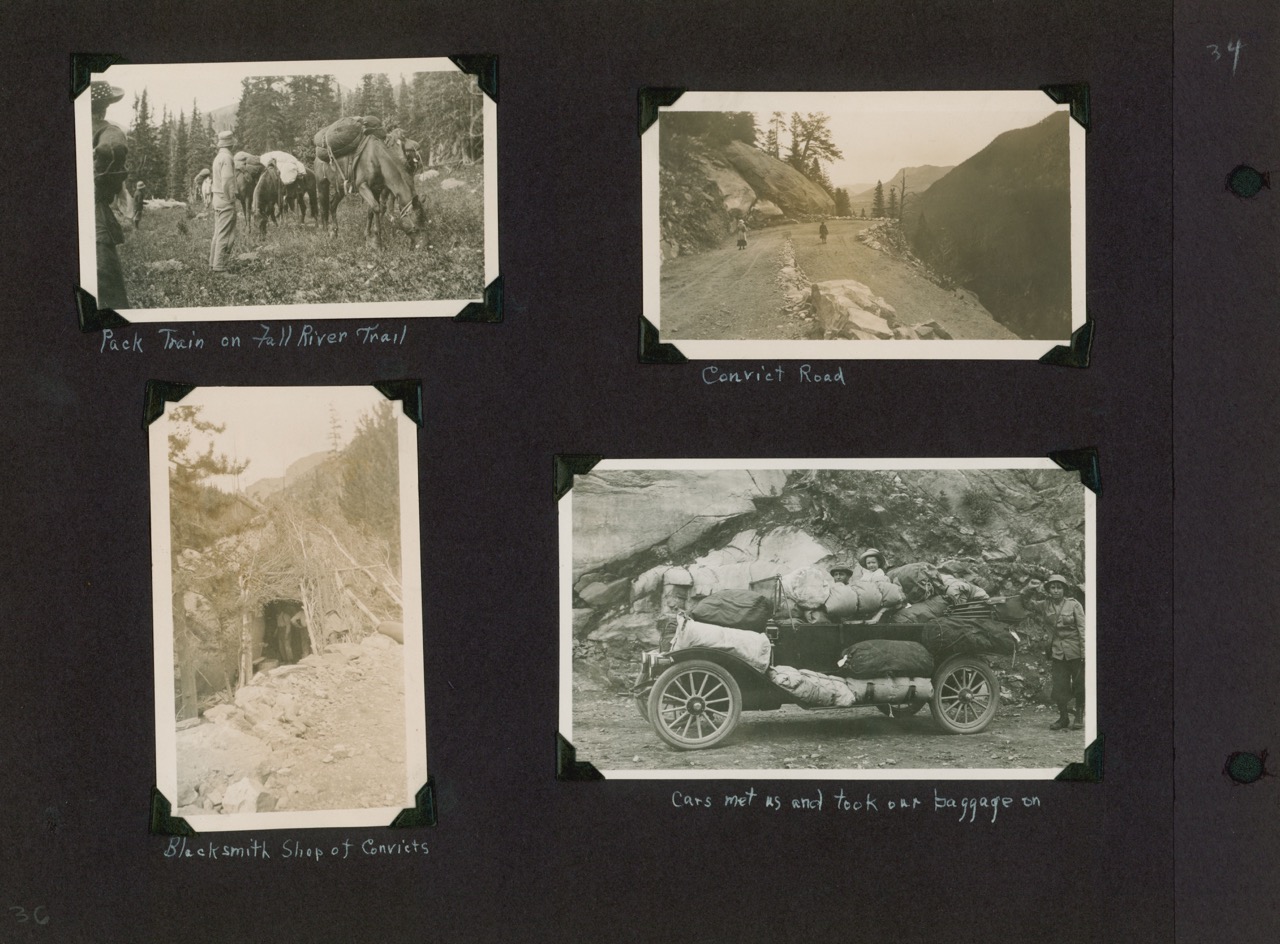 34
Pack Train on Fall River Trail
Convict Road
Blacksmith Shop of Convicts
Cars met us and took our baggage on
36